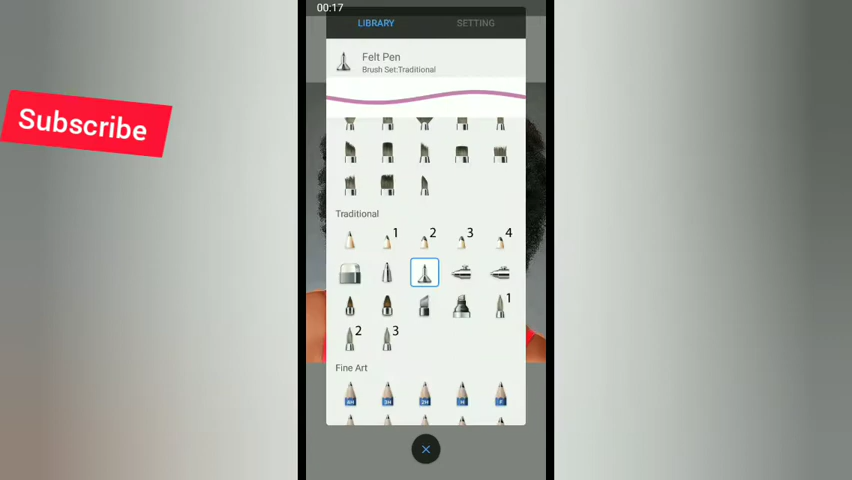 00:17
LIBRARY
SETTING
Felt Pen
Brush Set:Traditional
Subscribe
Traditional
1
2
3
4
1
2
3
Fine Art
2H
H
F